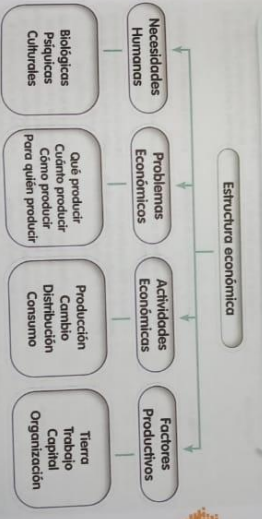 Estructura económica
Necesidades
Humanas
Problemas
Económicos
Actividades
Económicas
Factores
Productivos
Biológicas
Psíquicas
Culturales
Qué producir
Cuánto producir
Cómo producir
Para quién producir
Producción
Cambio
Distribución
Consumo
Tierra
Trabajo
Capital
Organización